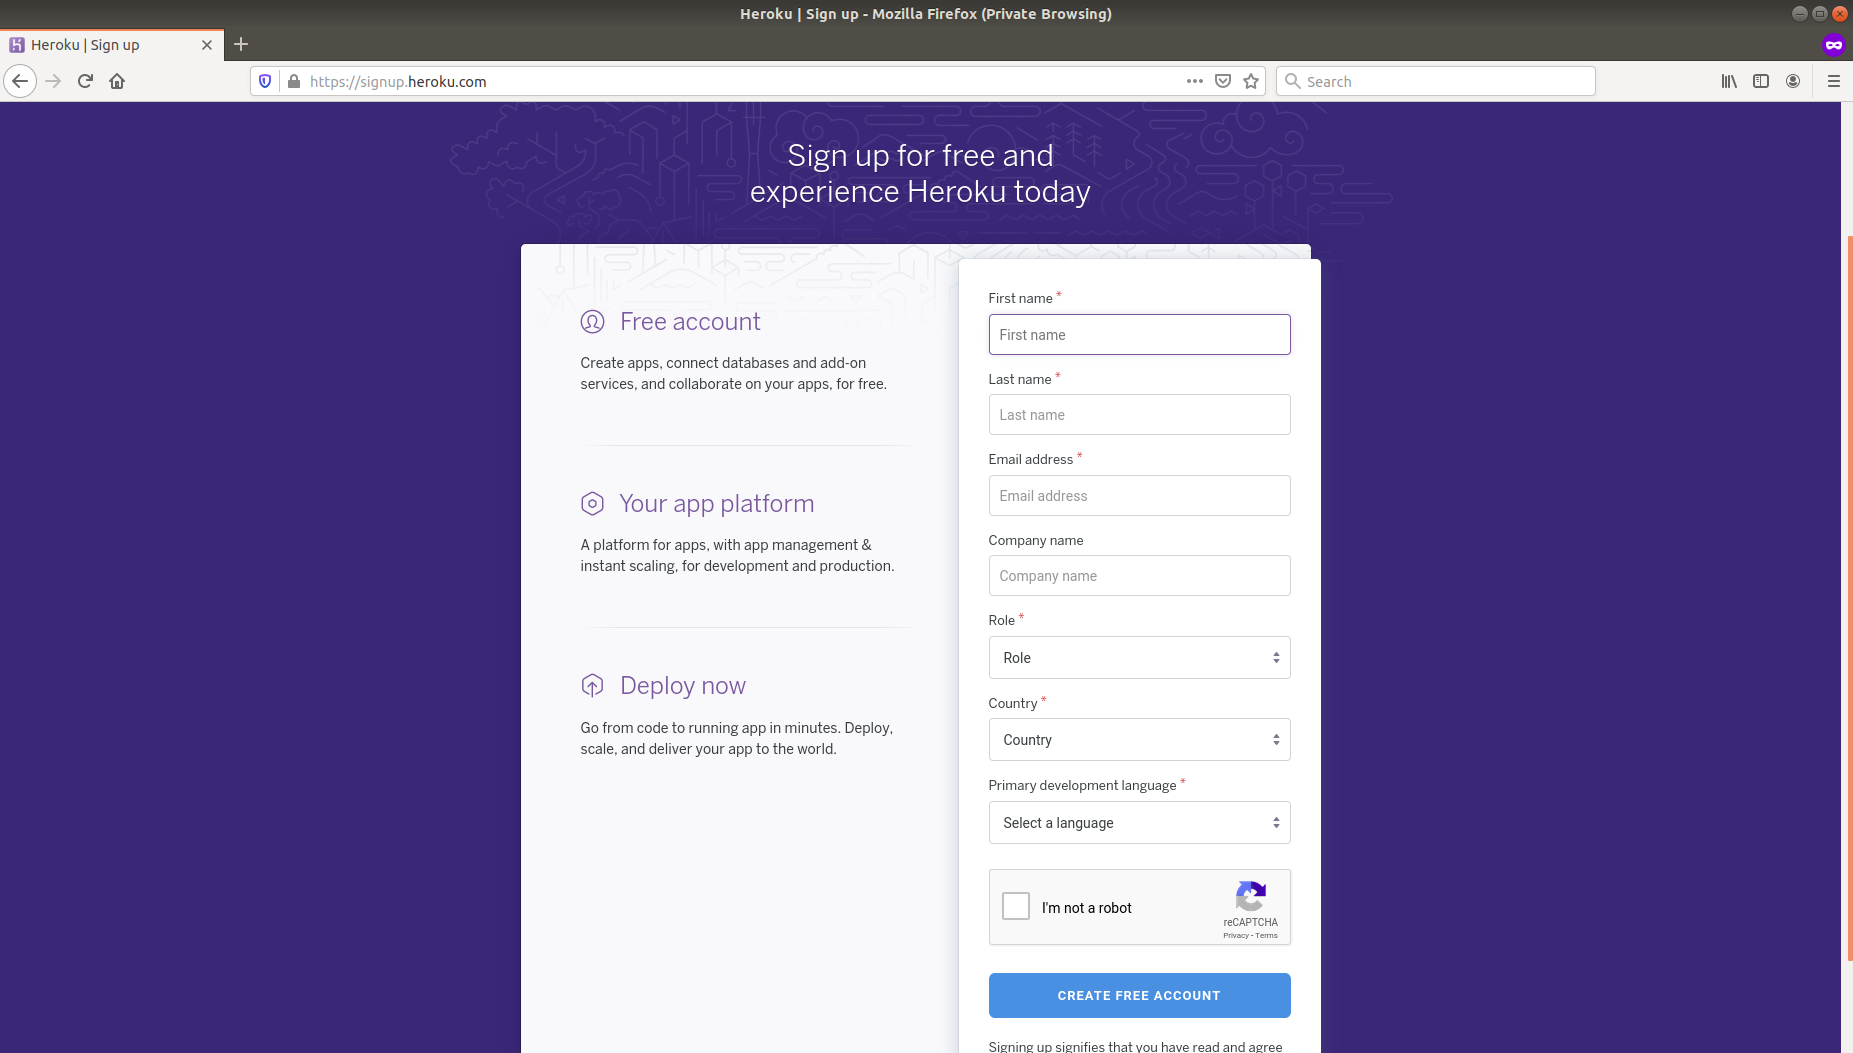 Heroku | Sign up - Mozilla Firefox (Private Browsing)
Heroku | Sign up
https://signup.heroku.com
Search
Sign up for free and
experience Heroku today
Free account
Create apps, connect databases and add-on
services, and collaborate on your apps, for free.
Your app platform
A platform for apps, with app management &
instant scaling, for development and production.
Deploy now
Go from code to running app in minutes. Deploy,
scale, and deliver your app to the world.
First name *
First name
Last name *
Last name
Email address *
Email address
Company name
Company name
Role *
Role
Country *
Country
Primary development language *
Select a language
I'm not a robot
reCAPTCHA
Privacy - Terms
CREATE FREE ACCOUNT
Signing up signifies that you have read and agree